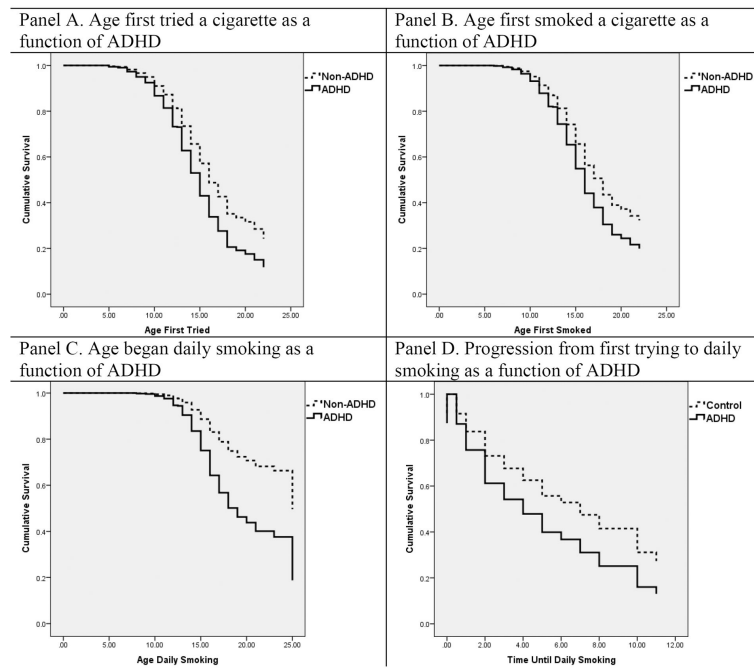 Panel A. Age first tried a cigarette as a
function of ADHD
Non-ADHD
ADHD
Cumulative Survival
1.0
0.8
0.6
0.4
0.2
0.0
.00 5.00 10.00 15.00 20.00 25.00
Age First Tried
Panel B. Age first smoked a cigarette as a
function of ADHD
Non-ADHD
ADHD
Cumulative Survival
1.0
0.8
0.6
0.4
0.2
0.0
.00 5.00 10.00 15.00 20.00 25.00
Age First Smoked
Panel C. Age began daily smoking as a
function of ADHD
Non-ADHD
ADHD
Cumulative Survival
1.0
0.8
0.6
0.4
0.2
0.0
.00 5.00 10.00 15.00 20.00 25.00
Age Daily Smoking
Panel D. Progression from first trying to daily
smoking as a function of ADHD
Control
ADHD
Cumulative Survival
1.0
0.8
0.6
0.4
0.2
0.0
.00 2.00 4.00 6.00 8.00 10.00 12.00
Time Until Daily Smoking